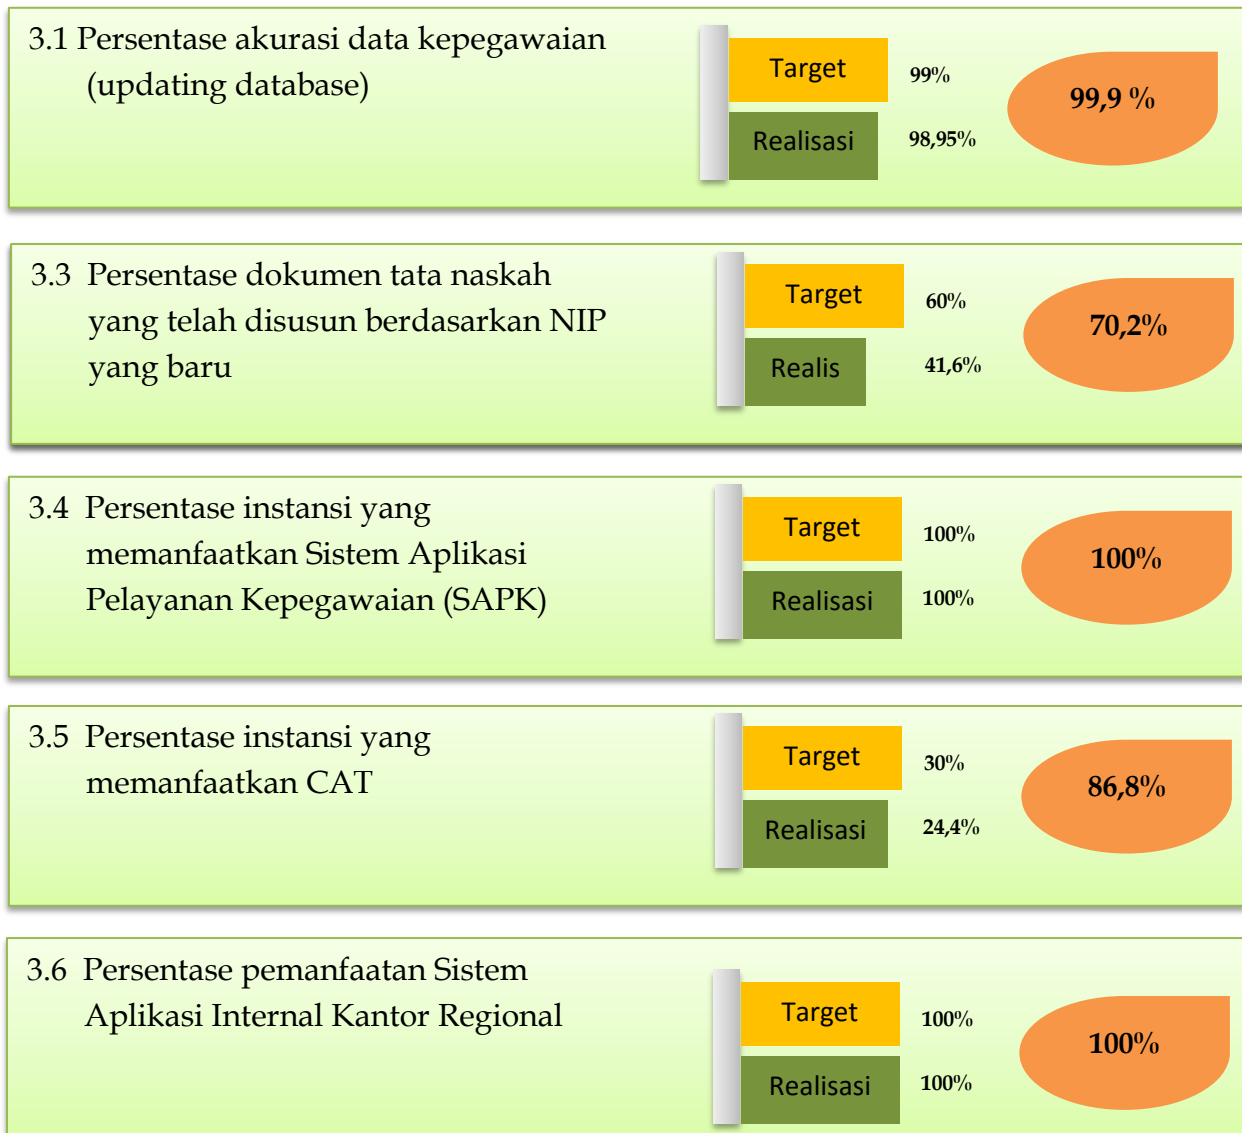 3.1 Persentase akurasi data kepegawaian
(updating database)
Target
99%
Realisasi
98,95%
99,9 %
3.3 Persentase dokumen tata naskah
yang telah disusun berdasarkan NIP
yang baru
Target
60%
Realis
41,6%
70,2%
3.4 Persentase instansi yang
memanfaatkan Sistem Aplikasi
Pelayanan Kepegawaian (SAPK)
Target
100%
Realisasi
100%
100%
3.5 Persentase instansi yang
memanfaatkan CAT
Target
30%
Realisasi
24,4%
86,8%
3.6 Persentase pemanfaatan Sistem
Aplikasi Internal Kantor Regional
Target
100%
Realisasi
100%
100%